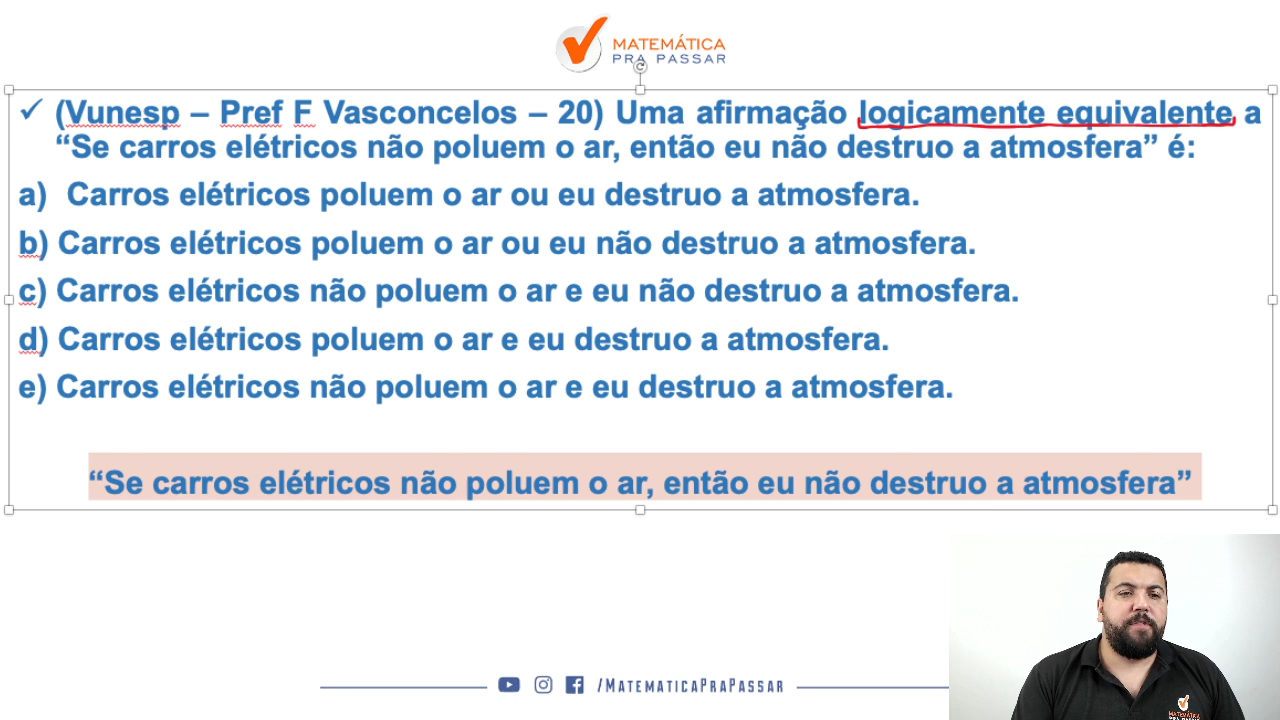 MATEMÁTICA
PRA PASSAR
✓ (Vunesp – Pref F Vasconcelos – 20) Uma afirmação logicamente equivalente a
“Se carros elétricos não poluem o ar, então eu não destruo a atmosfera” é:
a) Carros elétricos poluem o ar ou eu destruo a atmosfera.
b) Carros elétricos poluem o ar ou eu não destruo a atmosfera.
c) Carros elétricos não poluem o ar e eu não destruo a atmosfera.
d) Carros elétricos poluem o ar e eu destruo a atmosfera.
e) Carros elétricos não poluem o ar e eu destruo a atmosfera.
“Se carros elétricos não poluem o ar, então eu não destruo a atmosfera”
/MATEMATICAPRAPASSAR
MATEMÁTICA
PRA PASSAR